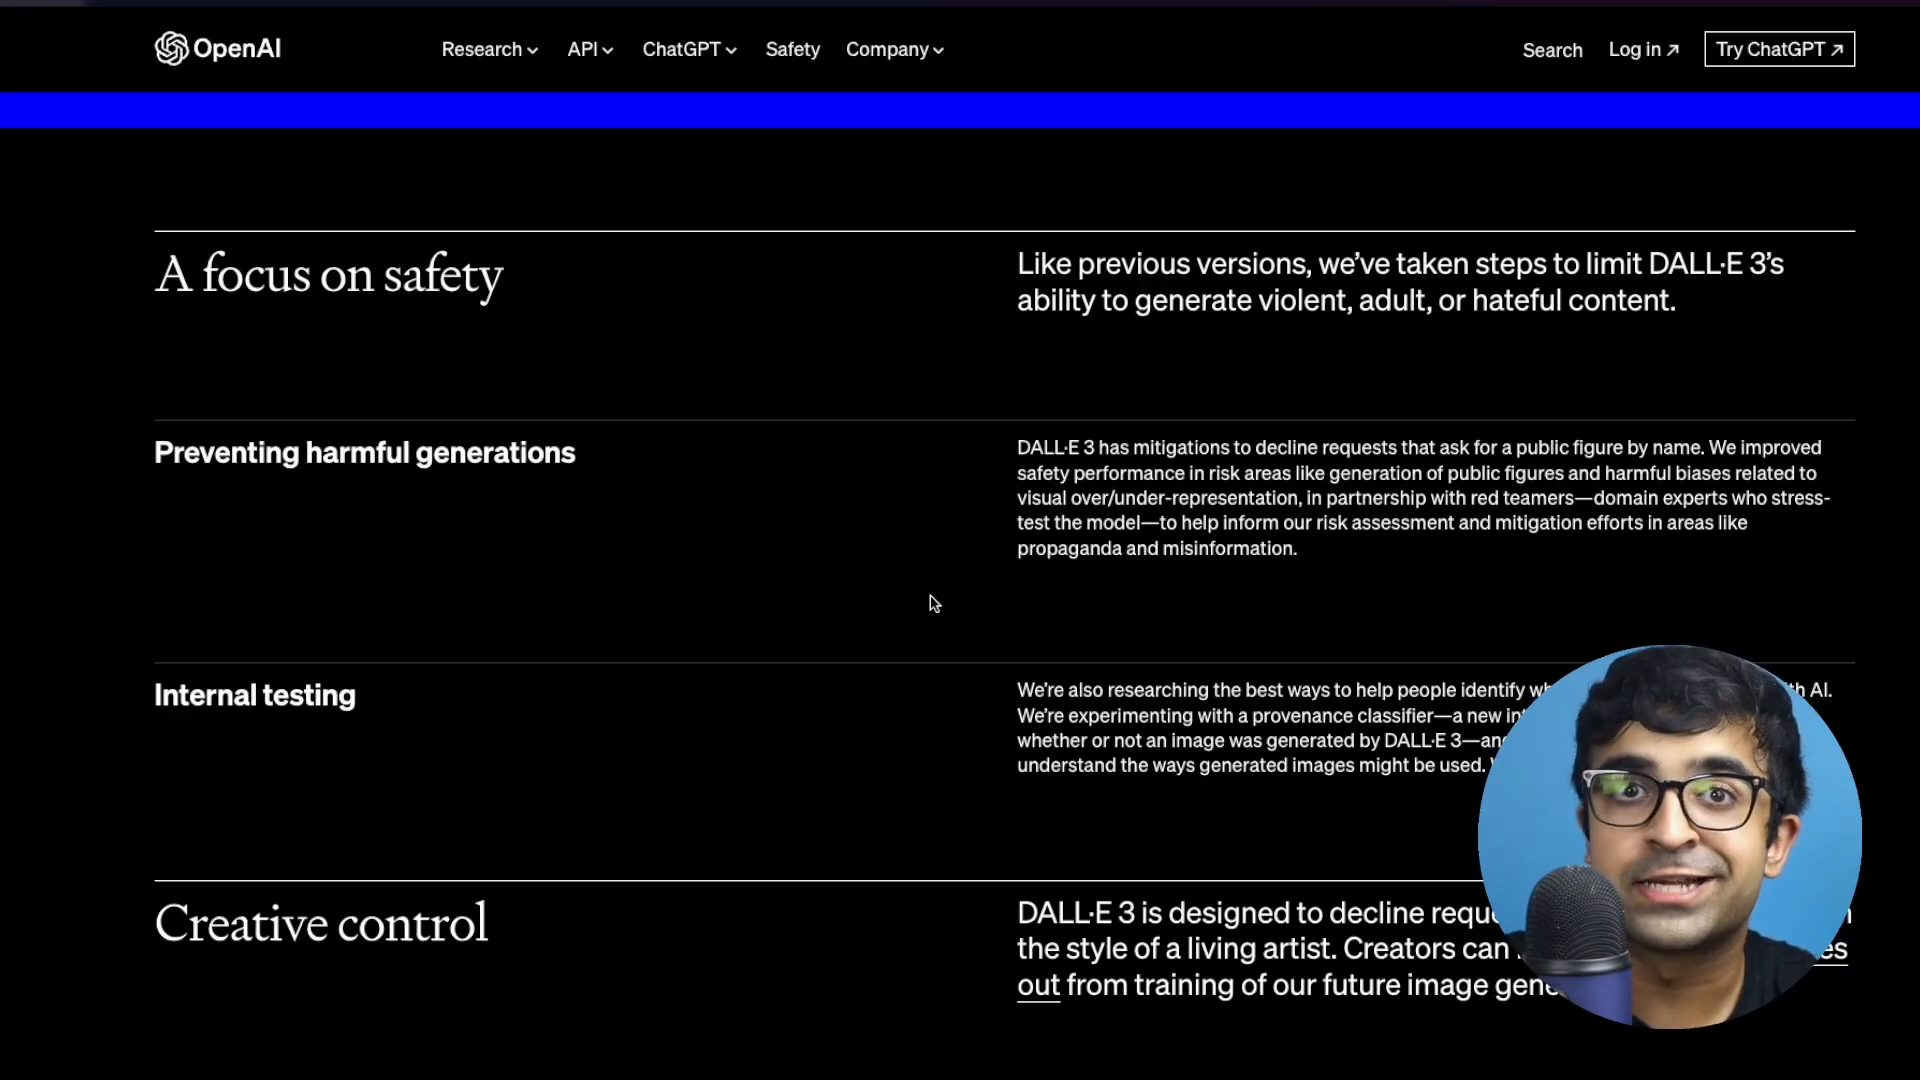 OpenAI
Research
API
ChatGPT
Safety
Company
Search
Log in ↗
Try ChatGPT ↗
A focus on safety
Like previous versions, we’ve taken steps to limit DALL·E 3’s
ability to generate violent, adult, or hateful content.
Preventing harmful generations
DALL·E 3 has mitigations to decline requests that ask for a public figure by name. We improved
safety performance in risk areas like generation of public figures and harmful biases related to
visual over/under-representation, in partnership with red teamers—domain experts who stress-
test the model—to help inform our risk assessment and mitigation efforts in areas like
propaganda and misinformation.
Internal testing
We’re also researching the best ways to help people identify AI.
We’re experimenting with a provenance classifier—a new
whether or not an image was generated by DALL·E 3—
understand the ways generated images might be used.
Creative control
DALL·E 3 is designed to decline
the style of a living artist. Creators can
out from training of our future image